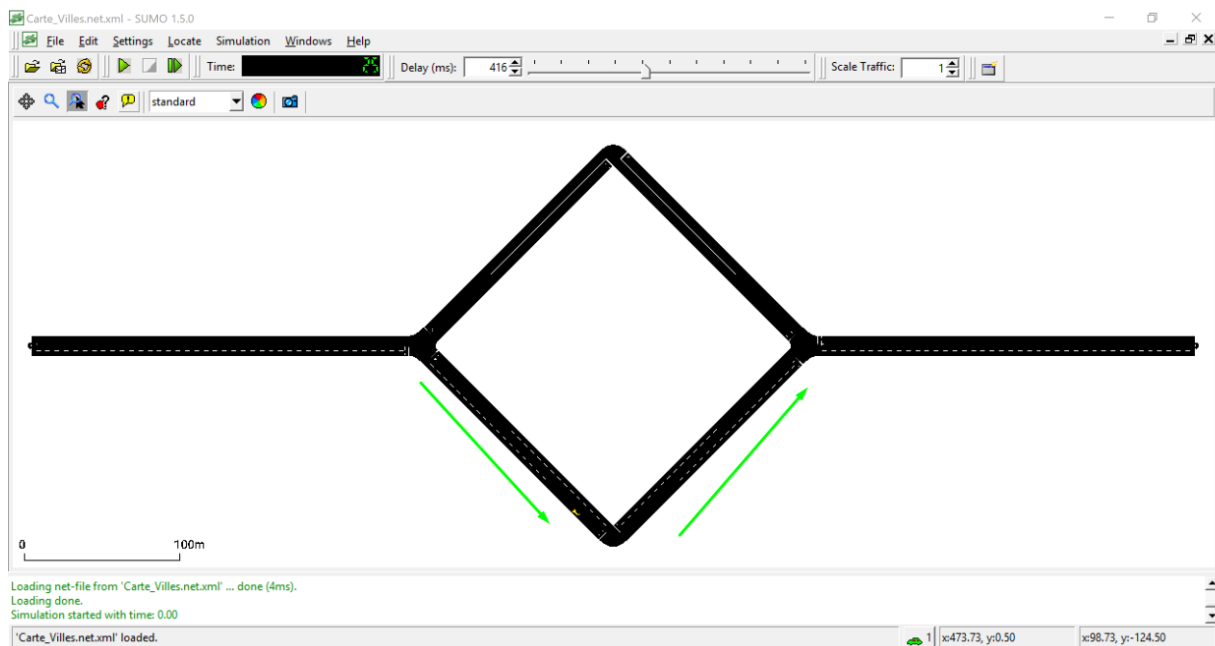 Carte_Villes.net.xml - SUMO 1.5.0
File Edit Settings Locate Simulation Windows Help
Time: 25 Delay (ms): 416 Scale Traffic: 1
standard
0 100m
Loading net-file from 'Carte_Villes.net.xml' ... done (4ms).
Loading done.
Simulation started with time: 0.00
'Carte_Villes.net.xml' loaded. 1 x:473.73, y:0.50 x:98.73, y:-124.50